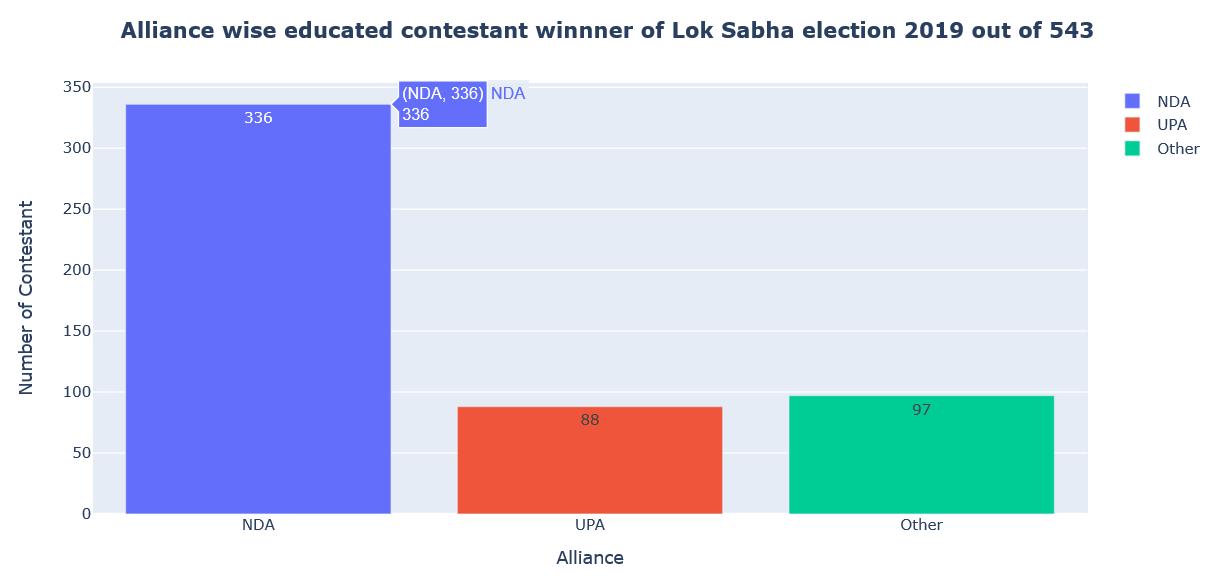 Alliance wise educated contestant winnner of Lok Sabha election 2019 out of 543
350
300
250
200
150
100
50
0
Number of Contestant
336
(NDA, 336) NDA
336
88
97
NDA
UPA
Other
Alliance
NDA
UPA
Other